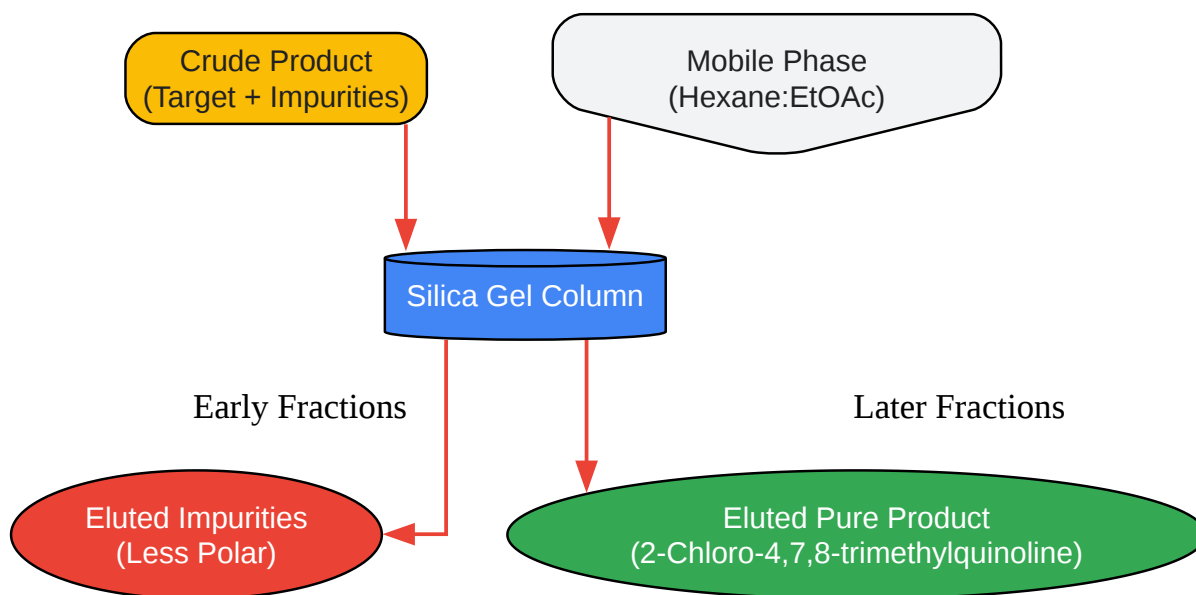 Crude Product
(Target + Impurities)
Mobile Phase
(Hexane:EtOAc)
Silica Gel Column
Early Fractions
Later Fractions
Eluted Impurities
(Less Polar)
Eluted Pure Product
(2-Chloro-4,7,8-trimethylquinoline)